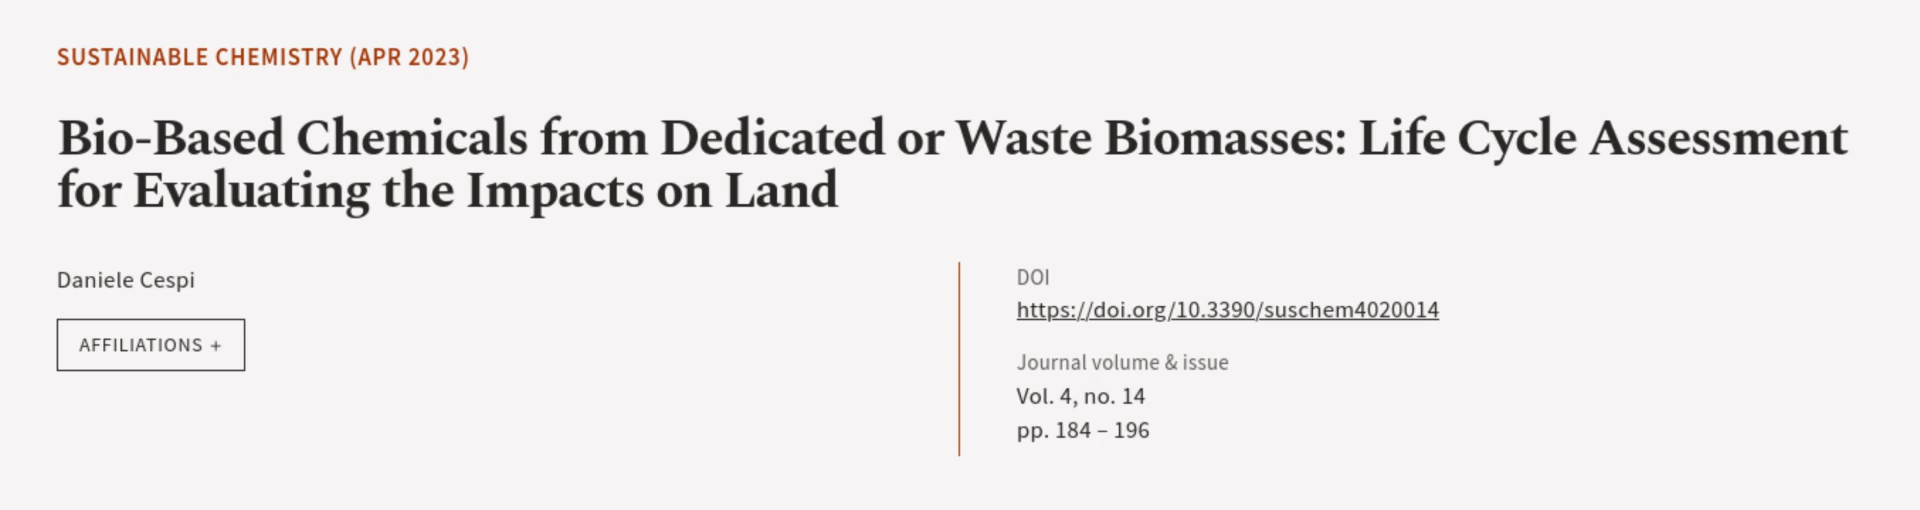 SUSTAINABLE CHEMISTRY (APR 2023)
Bio-Based Chemicals from Dedicated or Waste Biomasses: Life Cycle Assessment
for Evaluating the Impacts on Land
Daniele Cespi
AFFILIATIONS +
DOI
https://doi.org/10.3390/suschem4020014
Journal volume & issue
Vol. 4, no. 14
pp. 184 – 196